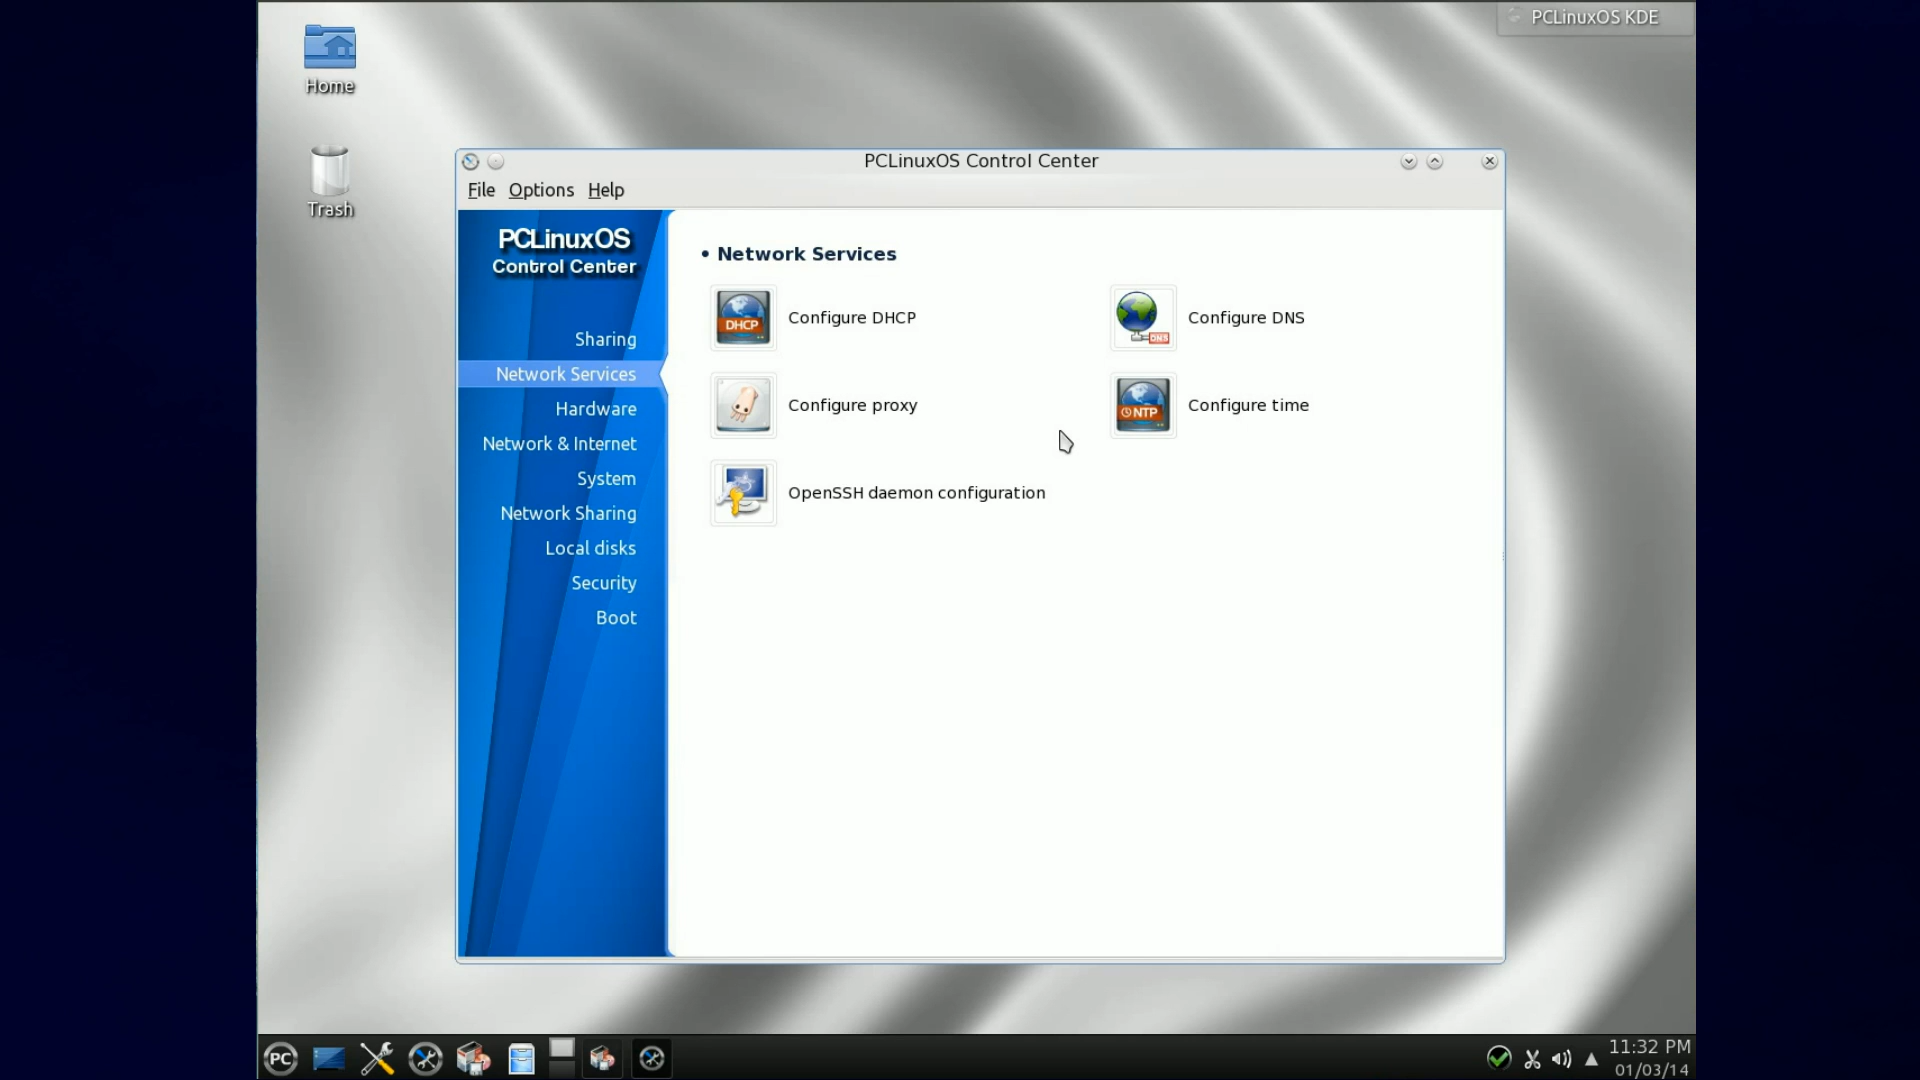 PCLinuxOS KDE
Home
Trash
PCLinuxOS Control Center
File Options Help
PCLinuxOS
Control Center
Sharing
Network Services
Hardware
Network & Internet
System
Network Sharing
Local disks
Security
Boot
• Network Services
DHCP
Configure DHCP
DNS
Configure DNS
Configure proxy
NTP
Configure time
OpenSSH daemon configuration
PC
11:32 PM
01/03/14